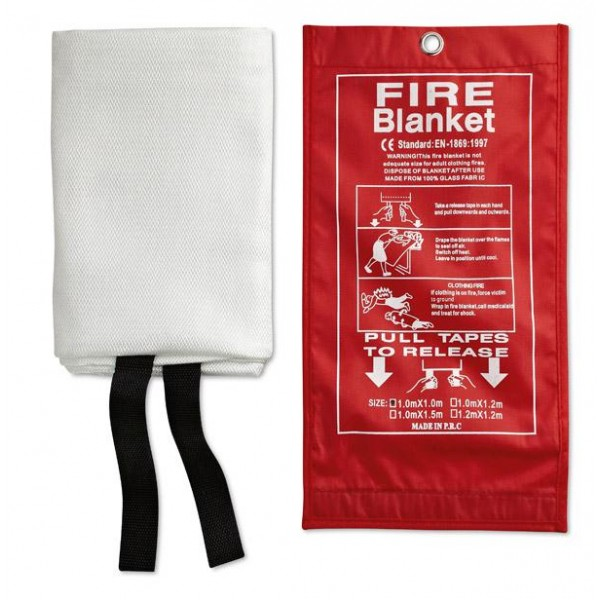 FIRE
Blanket
CE Standard:EN-1869:1997
WARNING!This fire blanket is not
adequate size for adult clothing fires.
DISPOSE OF BLANKET AFTER USE
MADE FROM 100% GLASS FABRIC
Take a release tape in each hand
and pull downwards and outwards.
Drape the blanket over the flames
to seal off air.
Switch off heat.
Leave in position until cool.
CLOTHING FIRE
If clothing is on fire,force victim
to ground
Wrap in fire blanket,call medicalaid
and treat for shock.
PULL TAPES
TO RELEASE
SIZE: 1.0mX1.0m 1.0mX1.2m
1.0mX1.5m 1.2mX1.2m
MADE IN P.R.C